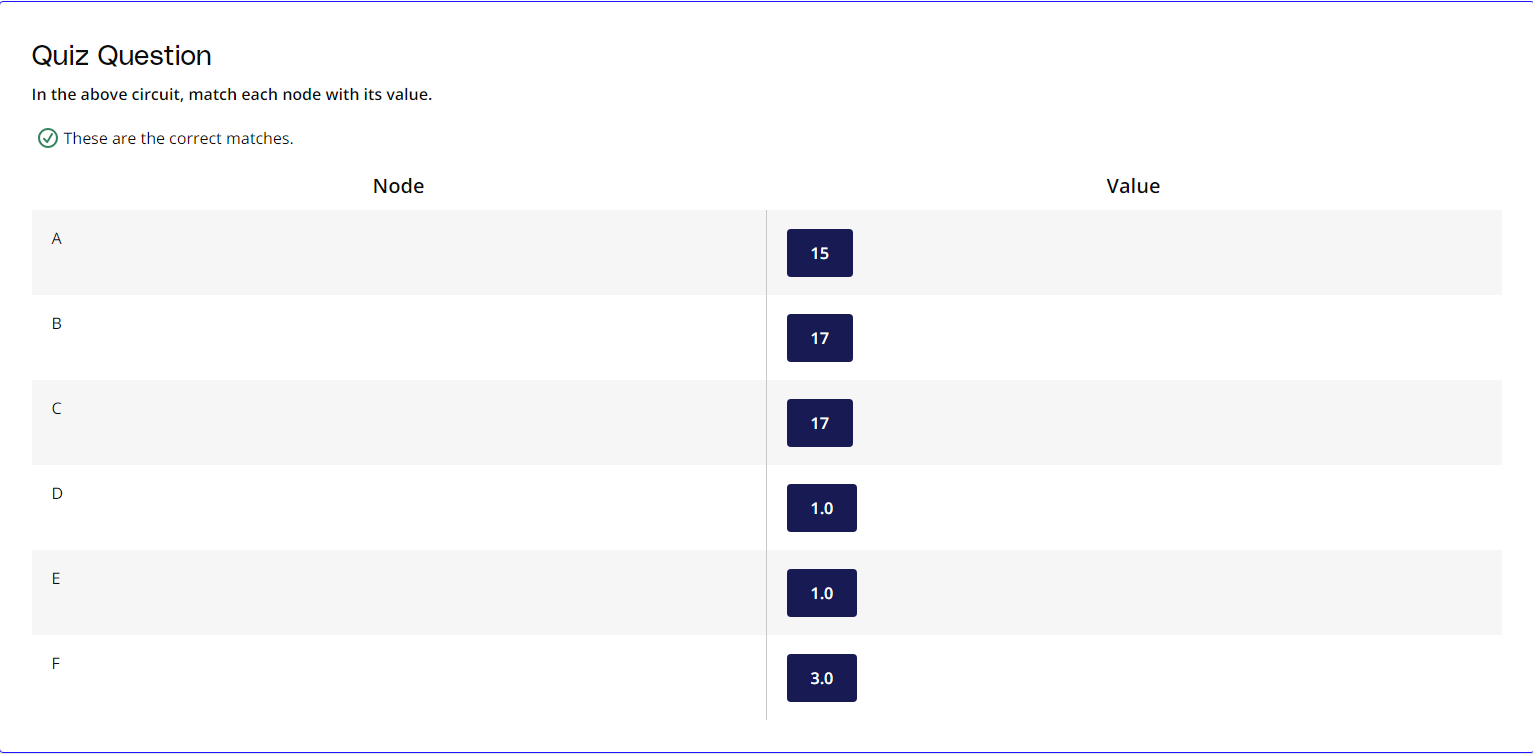 Quiz Question
In the above circuit, match each node with its value.
These are the correct matches.
Node Value
A 15
B 17
C 17
D 1.0
E 1.0
F 3.0